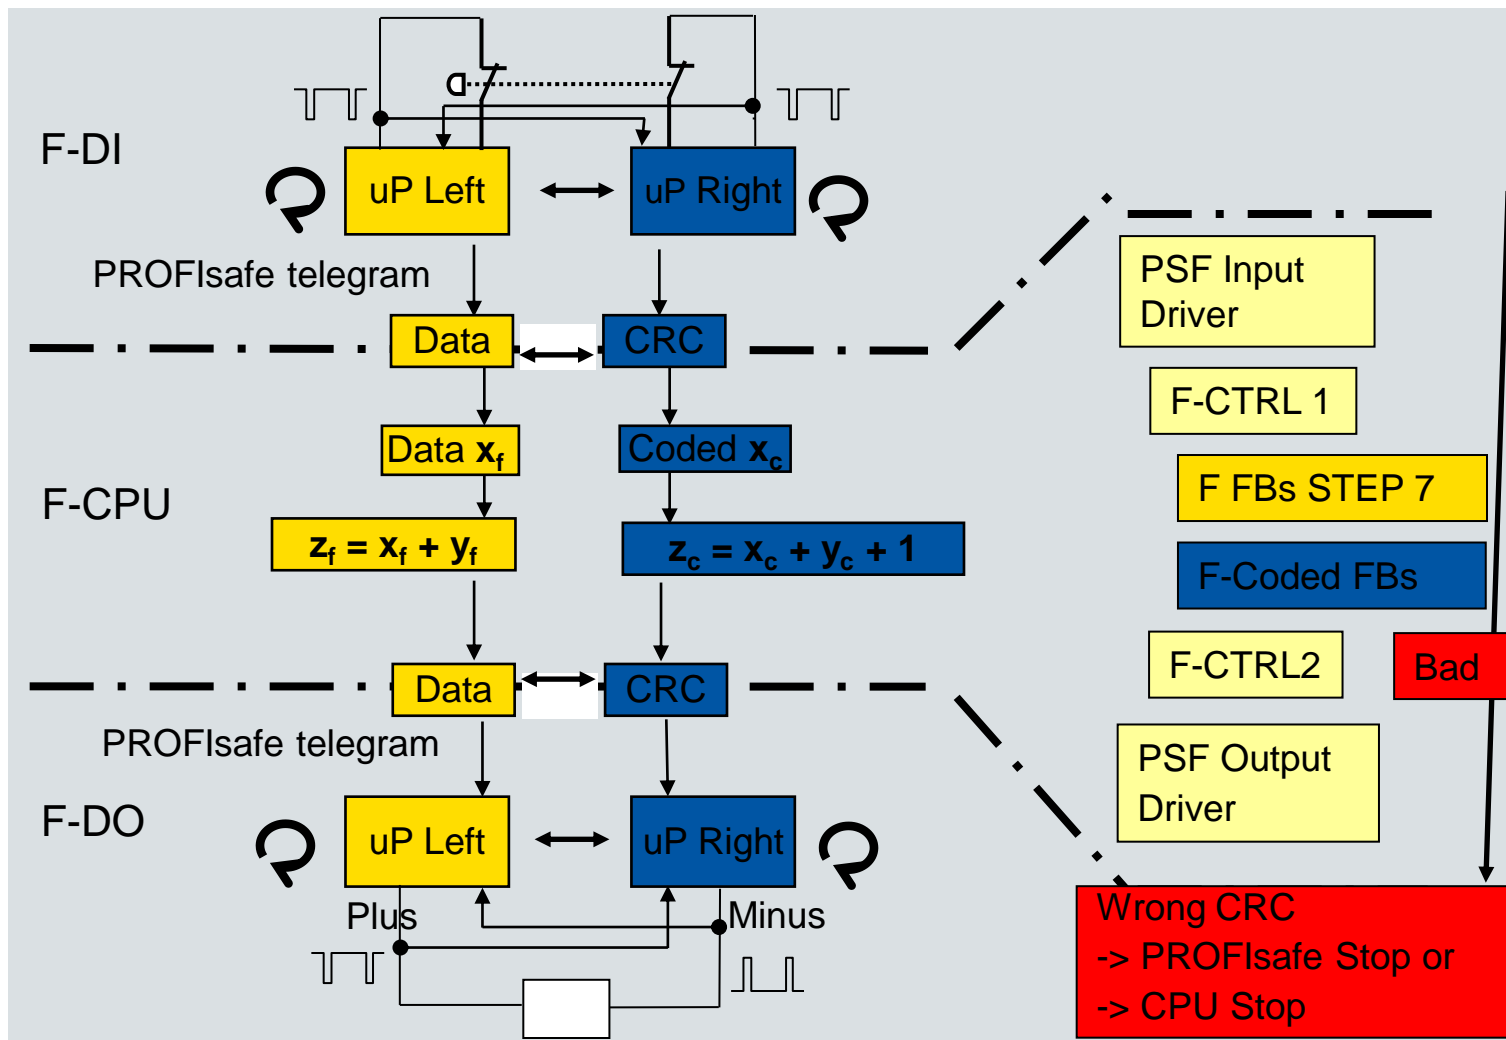 F-DI
uP Left
uP Right
PROFIsafe telegram
Data
CRC
Data xf
Coded xc
F-CPU
zf = xf + yf
zc = xc + yc + 1
Data
CRC
PROFIsafe telegram
F-DO
uP Left
uP Right
Plus
Minus
PSF Input
Driver
F-CTRL 1
F FBs STEP 7
F-Coded FBs
F-CTRL2
Bad
PSF Output
Driver
Wrong CRC
-> PROFIsafe Stop or
-> CPU Stop